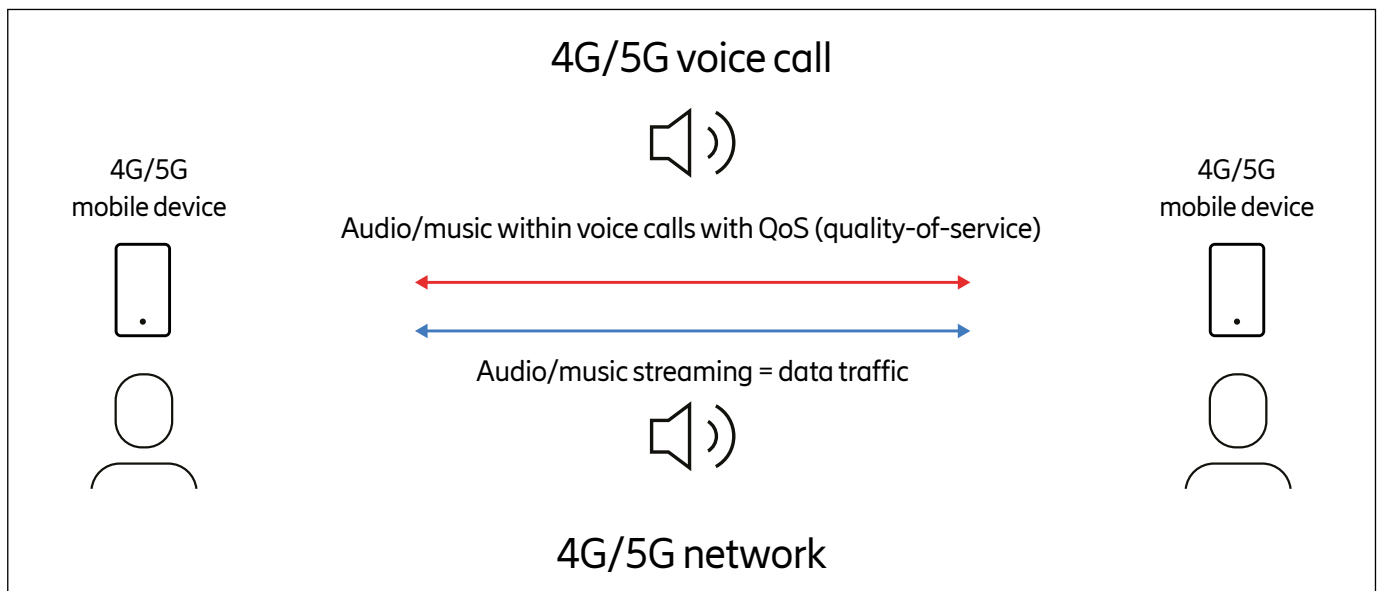 4G/5G voice call
4G/5G
mobile device
4G/5G
mobile device
Audio/music within voice calls with QoS (quality-of-service)
Audio/music streaming = data traffic
4G/5G network